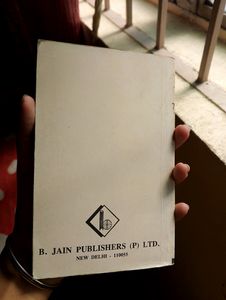 B. JAIN PUBLISHERS (P) LTD.
NEW DELHI - 110055